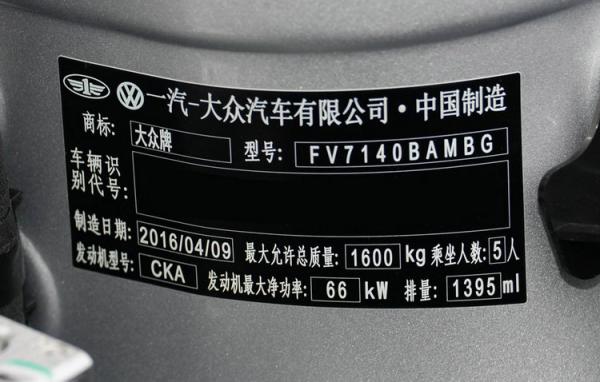 一汽-大众汽车有限公司·中国制造
商标: 大众牌 型号: FV7140BAMBG
车辆识别代号:
制造日期: 2016/04/09 最大允许总质量: 1600 kg 乘坐人数: 5 人
发动机型号: CKA 发动机最大净功率: 66 kW 排量: 1395 ml